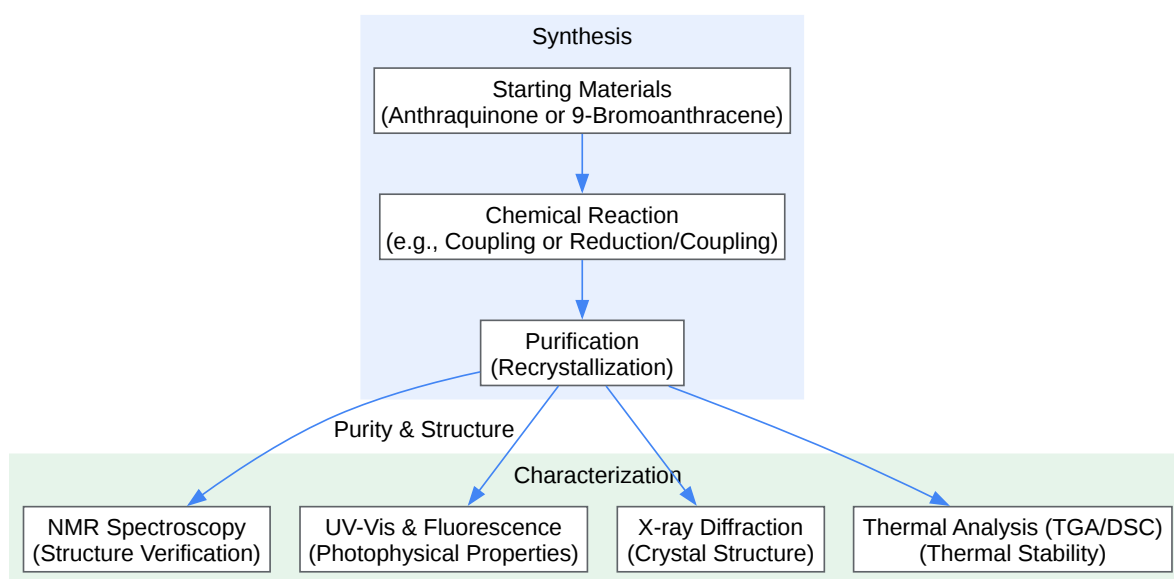 Synthesis
Starting Materials
(Anthraquinone or 9-Bromoanthracene)
Chemical Reaction
(e.g., Coupling or Reduction/Coupling)
Purification
(Recrystallization)
Purity & Structure
Characterization
NMR Spectroscopy
(Structure Verification)
UV-Vis & Fluorescence
(Photophysical Properties)
X-ray Diffraction
(Crystal Structure)
Thermal Analysis (TGA/DSC)
(Thermal Stability)